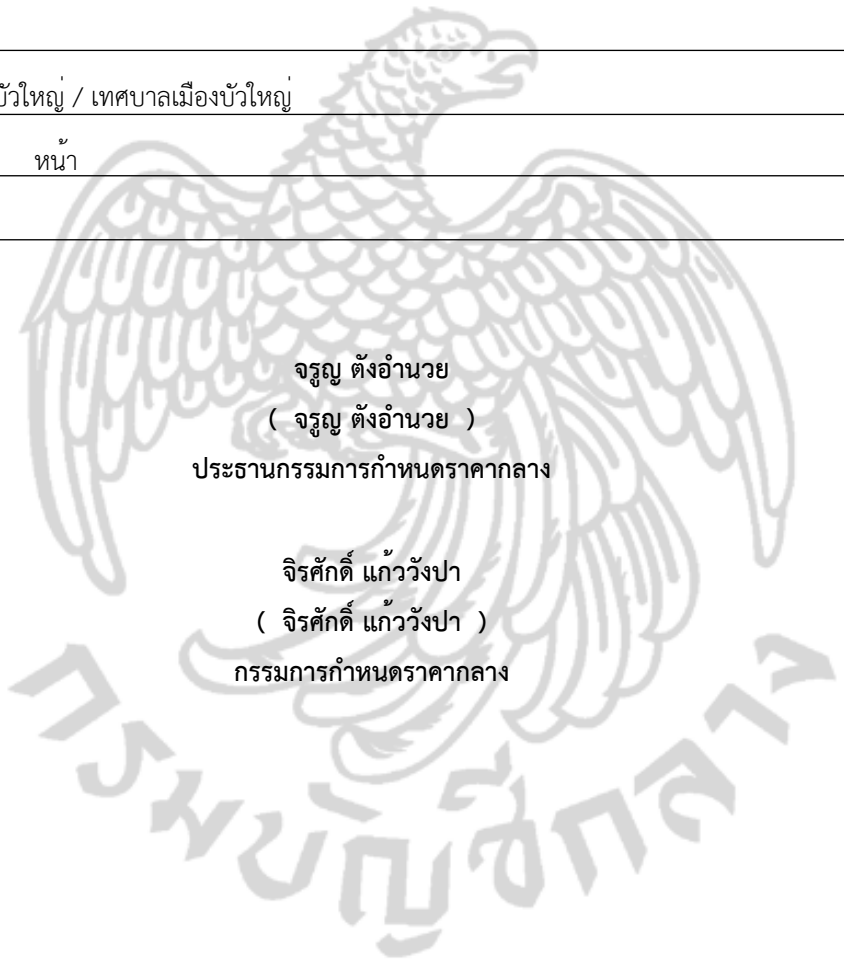 บัวใหญ่ / เทศบาลเมืองบัวใหญ่
หน้า
จรูญ ตังอำนวย
( จรูญ ตังอำนวย )
ประธานกรรมการกำหนดราคากลาง
จิรศักดิ์ แก้ววังปา
( จิรศักดิ์ แก้ววังปา )
กรรมการกำหนดราคากลาง
กรมบัญชีกลาง